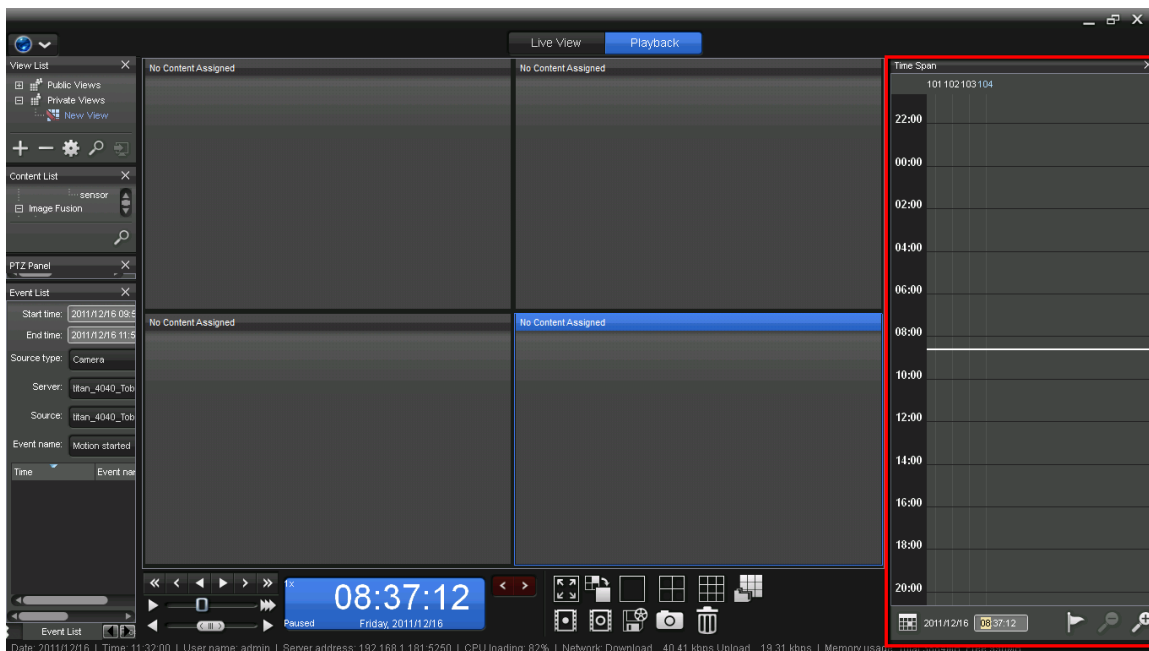 Live View Playback
View List
Public Views
Private Views
New View
Content List
sensor
Image Fusion
PTZ Panel
Event List
Start time: 2011/12/16 09:5
End time: 2011/12/16 11:5
Source type: Camera
Server: titan_4040_Tob
Source: titan_4040_Tob
Event name: Motion started
Time Event nar
Event List
No Content Assigned
No Content Assigned
No Content Assigned
No Content Assigned
1x
08:37:12
Paused Friday, 2011/12/16
Time Span
101 102 103 104
22:00
00:00
02:00
04:00
06:00
08:00
10:00
12:00
14:00
16:00
18:00
20:00
2011/12/16 08:37:12
Date: 2011/12/16 | Time: 11:32:00 | User name: admin | Server address: 192.168.1.181:5250 | CPU loading: 82% | Network: Download 40.41 kbps Upload 19.31 kbps | Memory usage